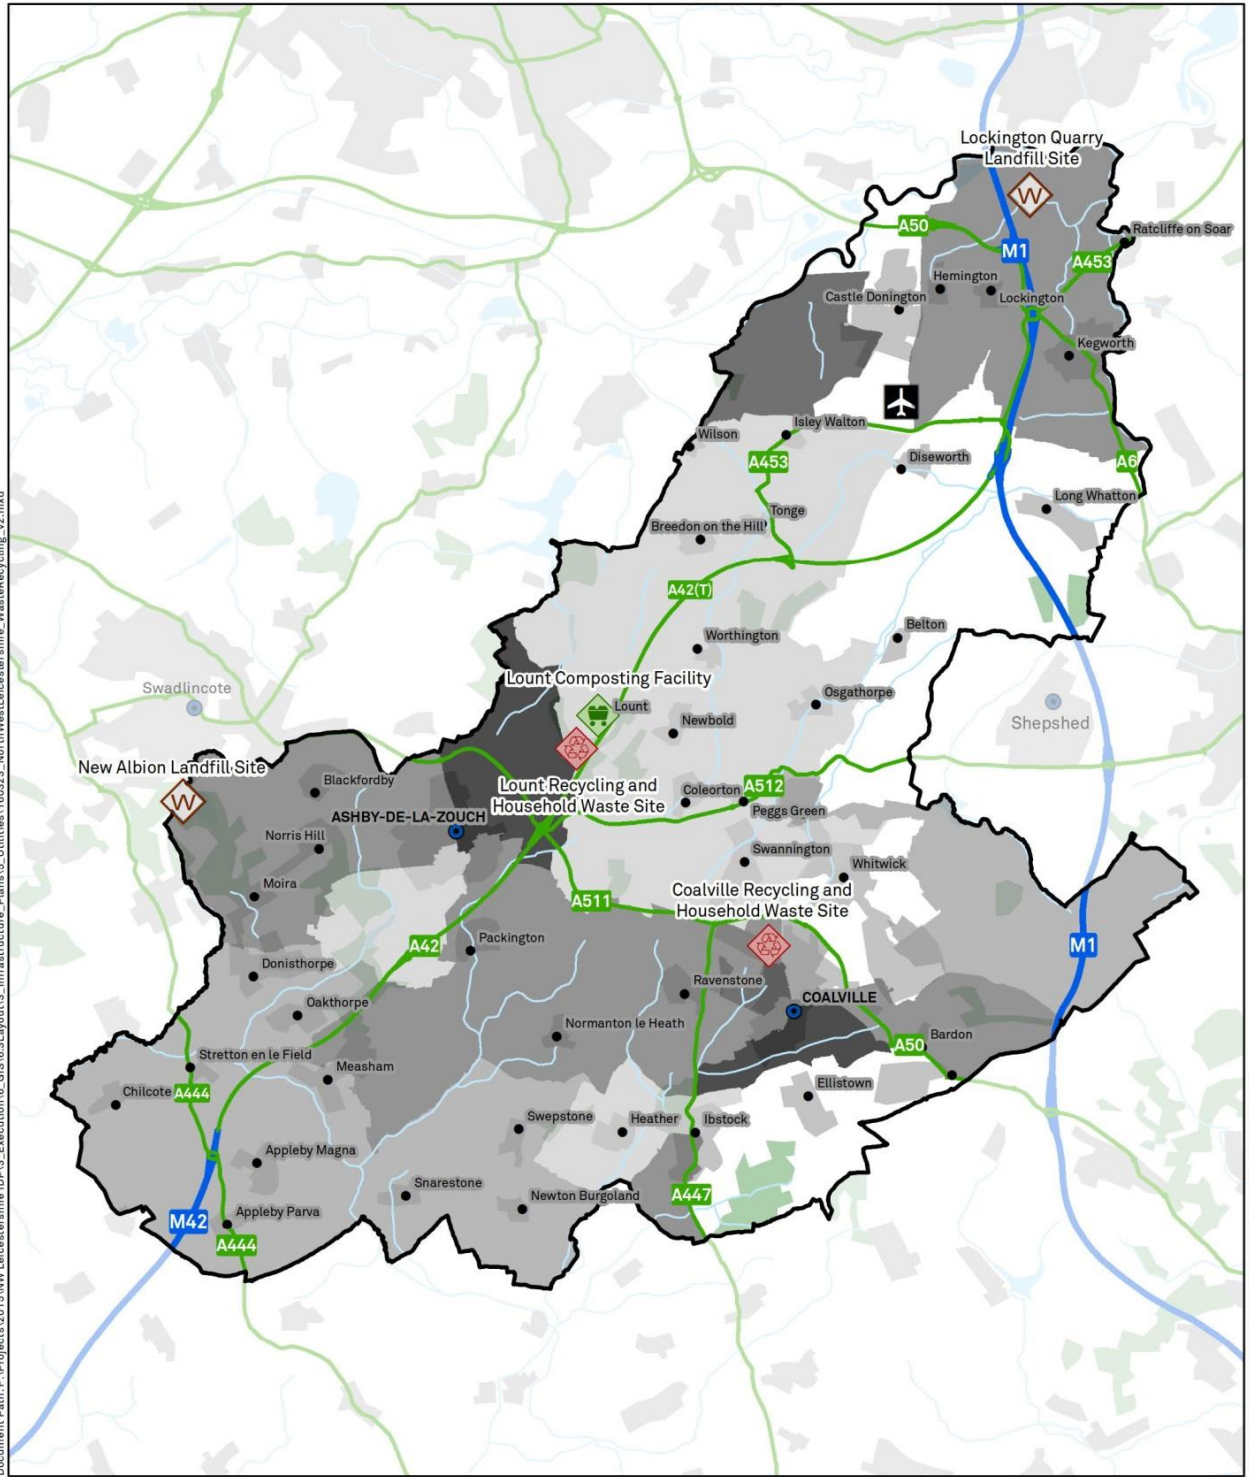 Lockington Quarry
Landfill Site
W
Ratcliffe on Soar
A50
M1
A453
Hemington
Castle Donington
Lockington
Kegworth
Isley Walton
Wilson
A453
Diseworth
A6
Long Whatton
Tonge
Breedon on the Hill
A42(T)
Belton
Worthington
Swadlincote
Lount Composting Facility
Osgathorpe
Lount
Shepshed
Newbold
New Albion Landfill Site
W
Blackfordby
Lount Recycling and
Household Waste Site
Coleorton
A512
Peggs Green
ASHBY-DE-LA-ZOUCH
Norris Hill
Swannington
Whitwick
Moira
Coalville Recycling and
Household Waste Site
A511
A42
Packington
M1
Donisthorpe
Ravenstone
COALVILLE
Oakthorpe
Normanton le Heath
A50
Bardon
Stretton en le Field
Measham
Ellistown
Chilcote
A444
Swepstone
Heather
Ibstock
Appleby Magna
Snarestone
Newton Burgoland
A447
M42
Appleby Parva
A444